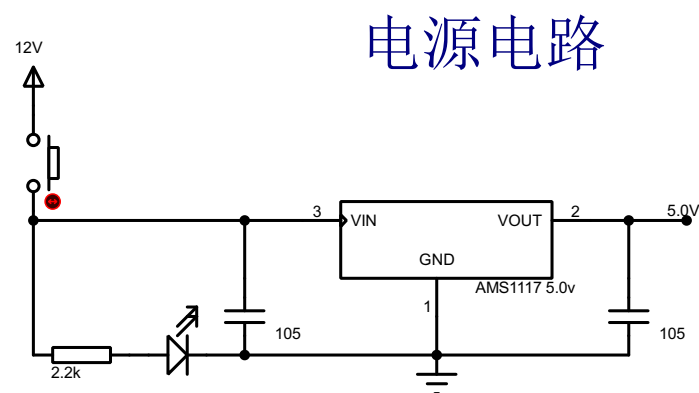 电源电路
12V
3
VIN
VOUT
2
5.0V
GND
AMS1117 5.0v
1
105
105
2.2k